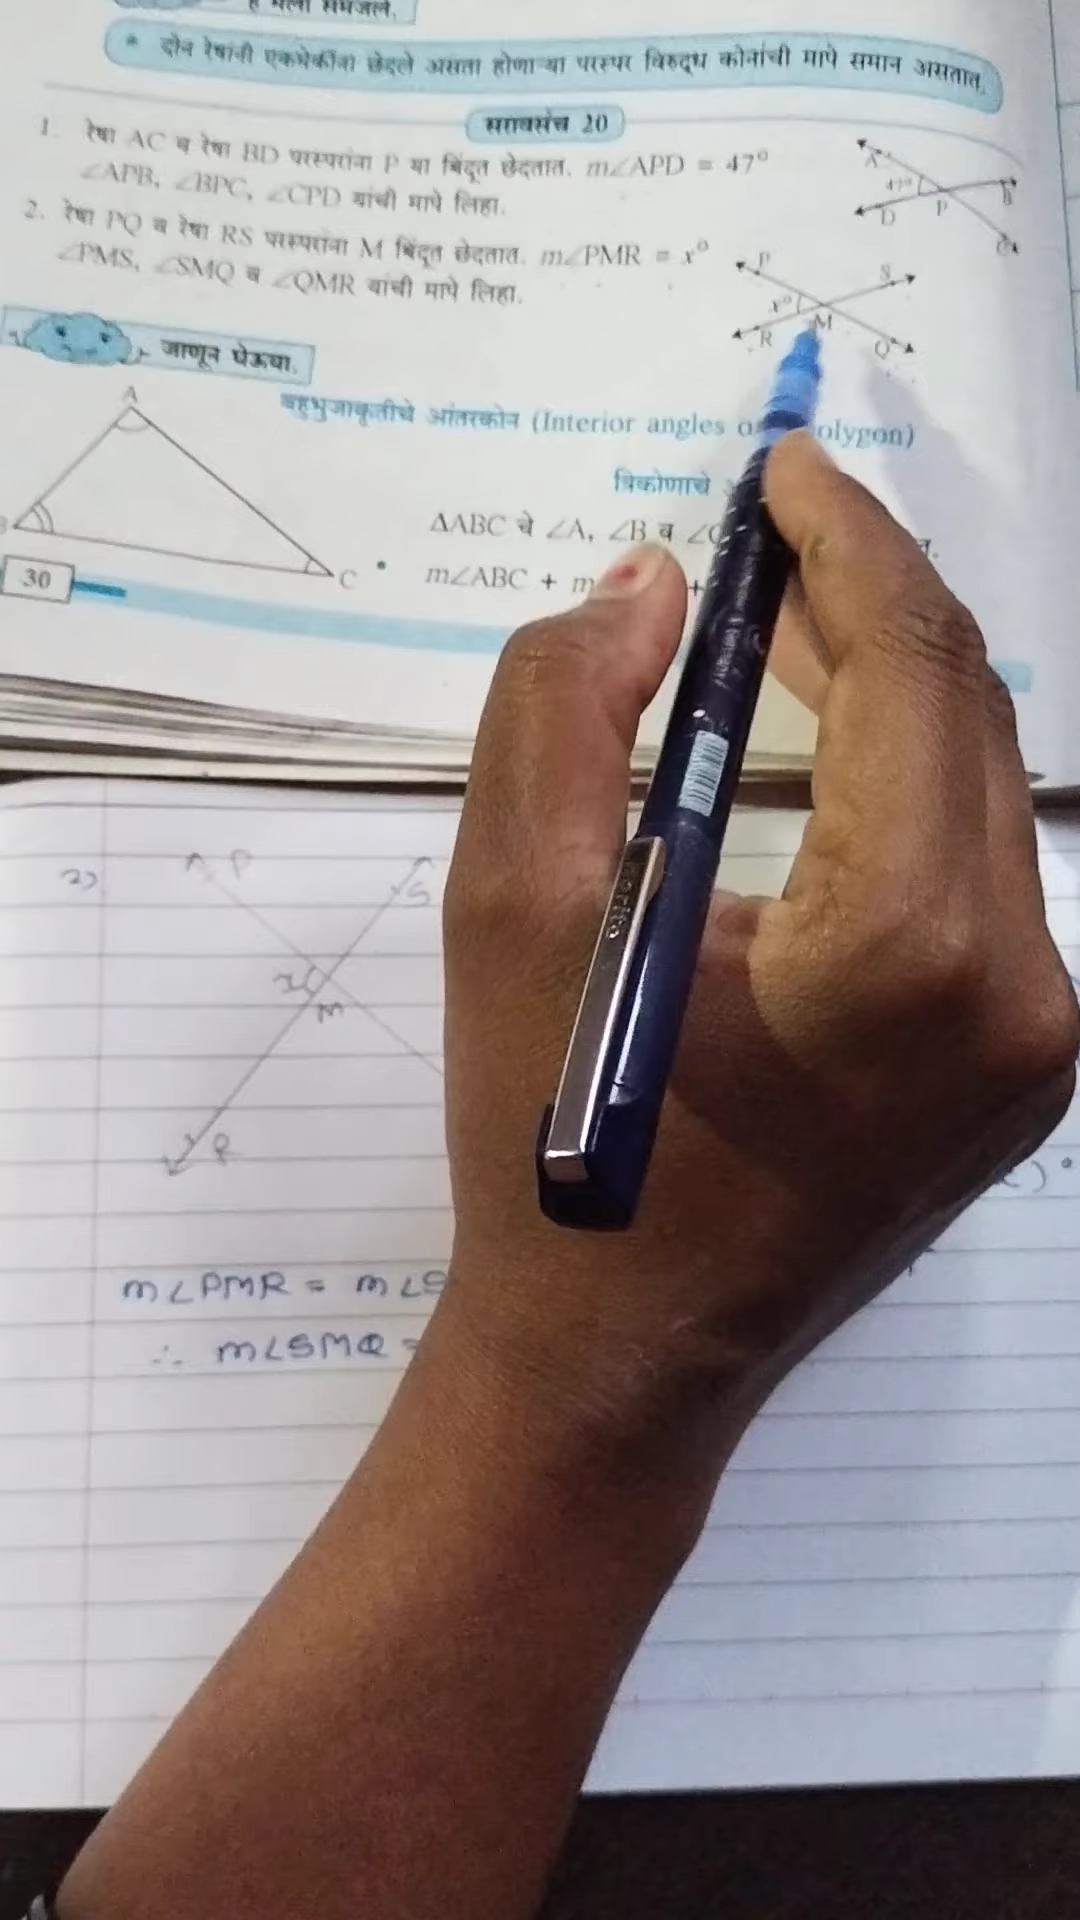 ह मला समजले.
* दोन रेषांनी एकमेकींना छेदले असता होणाऱ्या परस्पर विरुद्ध कोनांची मापे समान असतात.
सरावसंच 20
1. रेषा AC व रेषा BD परस्परांना P या बिंदूत छेदतात. m∠APD = 47°
∠APB, ∠BPC, ∠CPD यांची मापे लिहा.
A
47°
B
D P
C
2. रेषा PQ व रेषा RS परस्परांना M बिंदूत छेदतात. m∠PMR = x°
∠PMS, ∠SMQ व ∠QMR यांची मापे लिहा.
P
S
x°
M
R
Q
जाणून घेऊया.
बहुभुजाकृतीचे आंतरकोन (Interior angles olygon)
A
B
C
त्रिकोणाचे
ΔABC चे ∠A, ∠B व ∠C
m∠ABC + m +
30
2)
P
S
x
M
R
)°
m∠PMR = m∠S
∴ m∠SMQ =